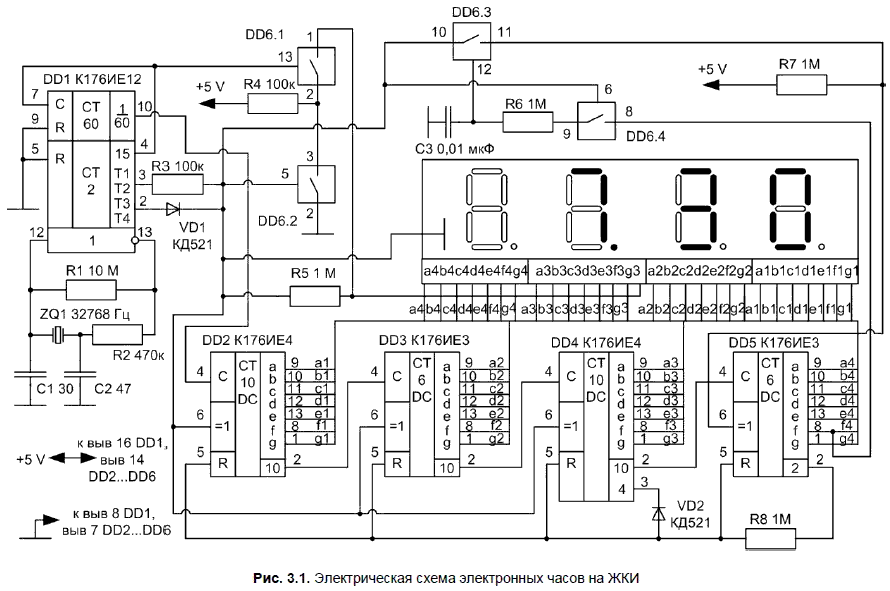 DD6.3
10
11
12
DD6.1
1
13
2
+5 V
R4 100к
DD1 К176ИЕ12
7
C
CT
60
1
60
10
9
R
4
5
R
15
CT
2
T1
3
T2
T3
2
T4
12
1
13
R3 100к
5
3
2
DD6.2
VD1
КД521
+5 V
R7 1М
R6 1М
6
8
9
DD6.4
С3 0,01 мкФ
R1 10 М
ZQ1 32768 Гц
R2 470к
C1 30
C2 47
R5 1 М
a4b4c4d4e4f4g4
a3b3c3d3e3f3g3
a2b2c2d2e2f2g2
a1b1c1d1e1f1g1
a4b4c4d4e4f4g4
a3b3c3d3e3f3g3
a2b2c2d2e2f2g2
a1b1c1d1e1f1g1
DD2 К176ИЕ4
4
C
CT
10
DC
a
9
a1
b
10
b1
c
11
c1
d
12
d1
6
=1
e
13
e1
f
8
f1
g
1
g1
5
R
10
2
DD3 К176ИЕ3
4
C
CT
6
DC
a
9
a2
b
10
b2
c
11
c2
d
12
d2
6
=1
e
13
e2
f
8
f2
g
1
g2
5
R
10
2
DD4 К176ИЕ4
4
C
CT
10
DC
a
9
a3
b
10
b3
c
11
c3
d
12
d3
6
=1
e
13
e3
f
8
f3
g
1
g3
5
R
10
2
4
3
VD2
КД521
DD5 К176ИЕ3
4
C
CT
6
DC
a
9
a4
b
10
b4
c
11
c4
d
12
d4
6
=1
e
13
e4
f
8
f4
g
1
g4
5
R
2
2
R8 1М
+5 V
к выв 16 DD1,
выв 14
DD2...DD6
к выв 8 DD1,
выв 7 DD2...DD6
Рис. 3.1. Электрическая схема электронных часов на ЖКИ